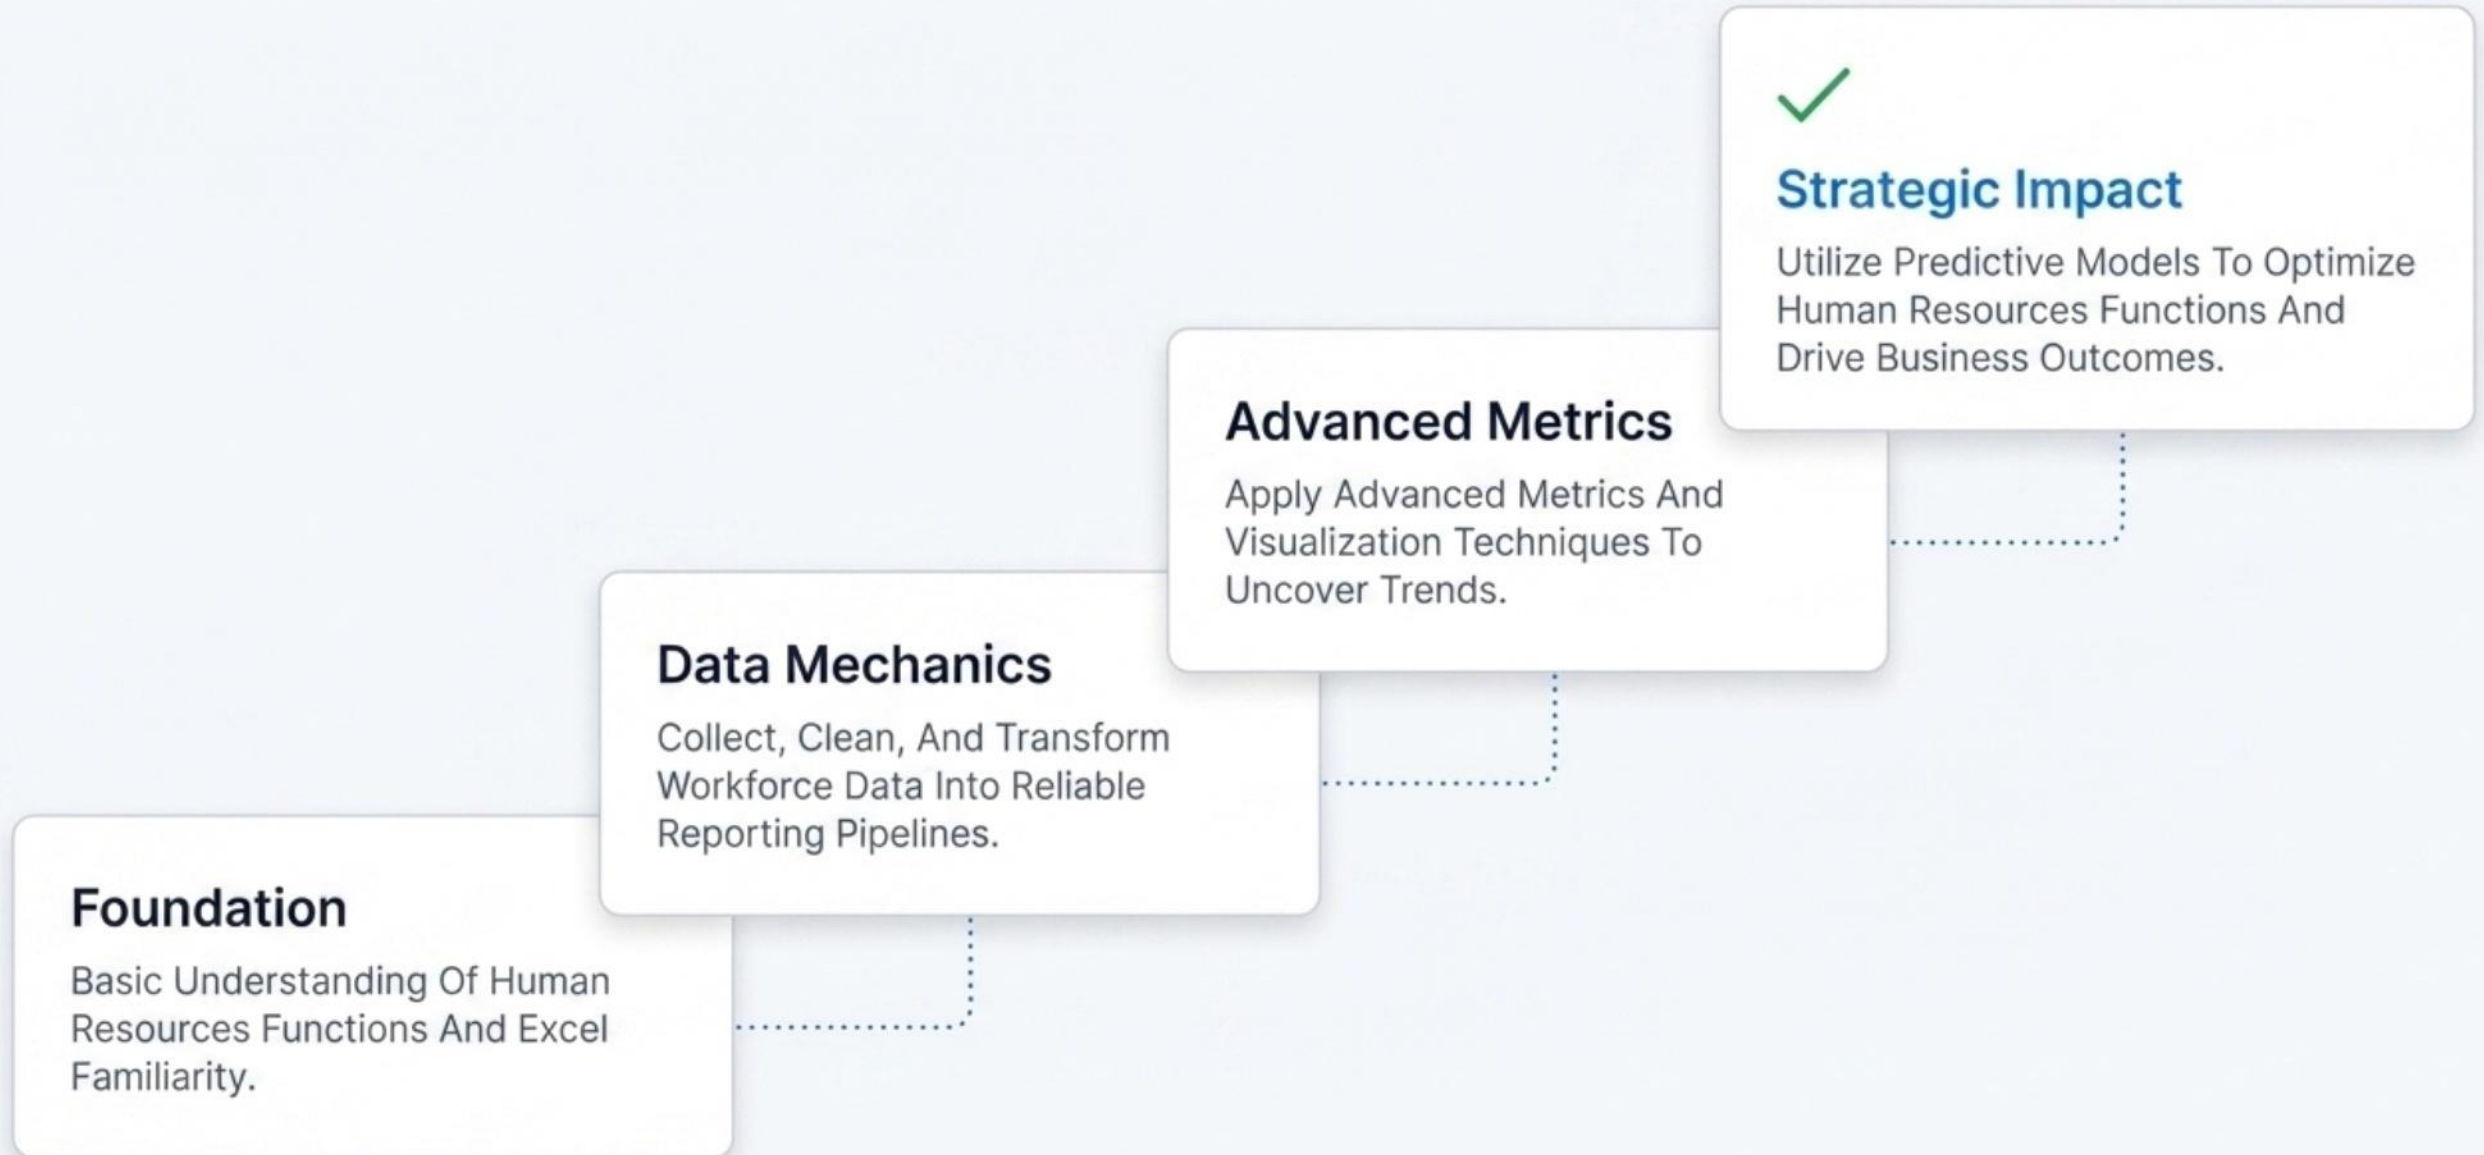 Strategic Impact
Utilize Predictive Models To Optimize
Human Resources Functions And
Drive Business Outcomes.
Advanced Metrics
Apply Advanced Metrics And
Visualization Techniques To
Uncover Trends.
Data Mechanics
Collect, Clean, And Transform
Workforce Data Into Reliable
Reporting Pipelines.
Foundation
Basic Understanding Of Human
Resources Functions And Excel
Familiarity.